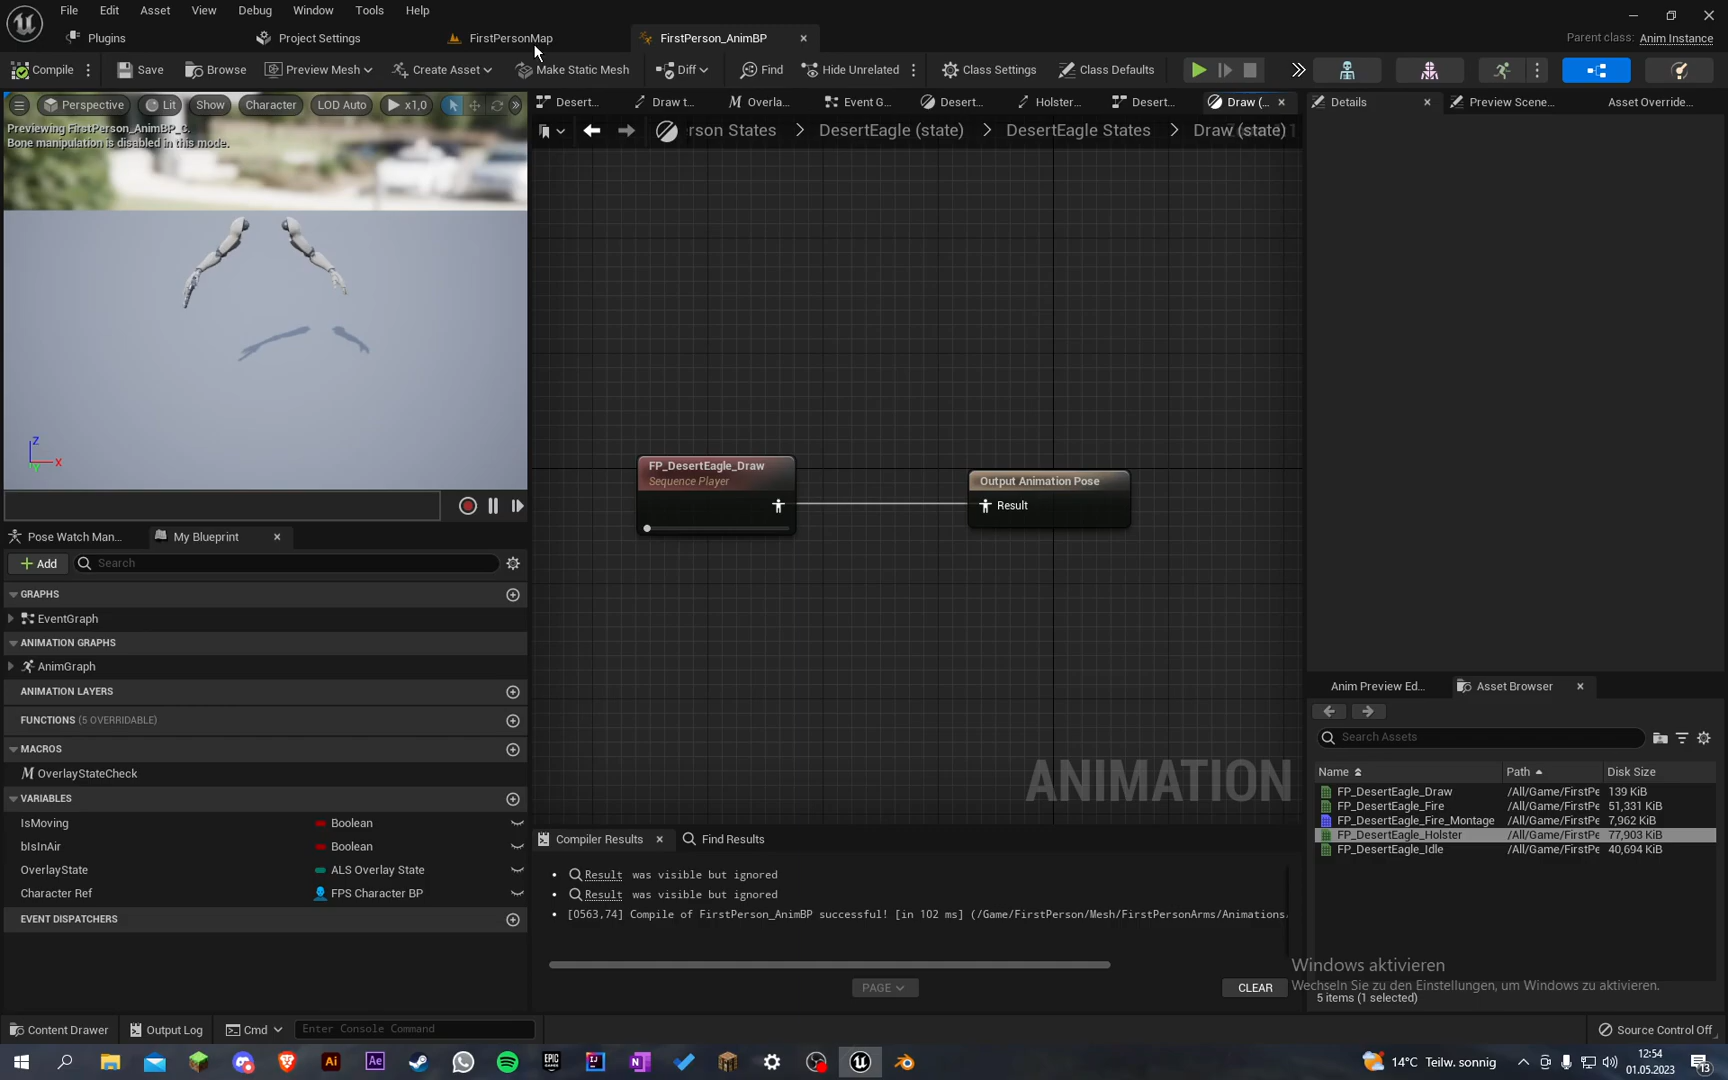 File Edit Asset View Debug Window Tools Help
Plugins Project Settings FirstPersonMap FirstPerson_AnimBP
Parent class: Anim Instance
Compile Save Browse Preview Mesh Create Asset Make Static Mesh Diff Find Hide Unrelated Class Settings Class Defaults
Perspective Lit Show Character LOD Auto x1,0
Desert... Draw t... Overla... Event G... Desert... Holster... Desert... Draw (...
Details Preview Scene... Asset Override...
Previewing FirstPerson_AnimBP_C.
Bone manipulation is disabled in this mode.
rson States > DesertEagle (state) > DesertEagle States > Draw (state)
FP_DesertEagle_Draw
Sequence Player
Output Animation Pose
Result
Z
X
Y
ANIMATION
Pose Watch Man... My Blueprint
Add Search
GRAPHS
EventGraph
ANIMATION GRAPHS
AnimGraph
ANIMATION LAYERS
FUNCTIONS (5 OVERRIDABLE)
MACROS
OverlayStateCheck
VARIABLES
IsMoving Boolean
bIsInAir Boolean
OverlayState ALS Overlay State
Character Ref FPS Character BP
EVENT DISPATCHERS
Compiler Results Find Results
Result was visible but ignored
Result was visible but ignored
[0563,74] Compile of FirstPerson_AnimBP successful! [in 102 ms] (/Game/FirstPerson/Mesh/FirstPersonArms/Animations
PAGE
CLEAR
Anim Preview Ed... Asset Browser
Search Assets
Name Path Disk Size
FP_DesertEagle_Draw /All/Game/FirstPe 139 KiB
FP_DesertEagle_Fire /All/Game/FirstPe 51,331 KiB
FP_DesertEagle_Fire_Montage /All/Game/FirstPe 7,962 KiB
FP_DesertEagle_Holster /All/Game/FirstPe 77,903 KiB
FP_DesertEagle_Idle /All/Game/FirstPe 40,694 KiB
Windows aktivieren
Wechseln Sie zu den Einstellungen, um Windows zu aktivieren.
5 items (1 selected)
Content Drawer Output Log Cmd Enter Console Command
Source Control Off
Ai Ae
14°C Teilw. sonnig
12:54
01.05.2023
13